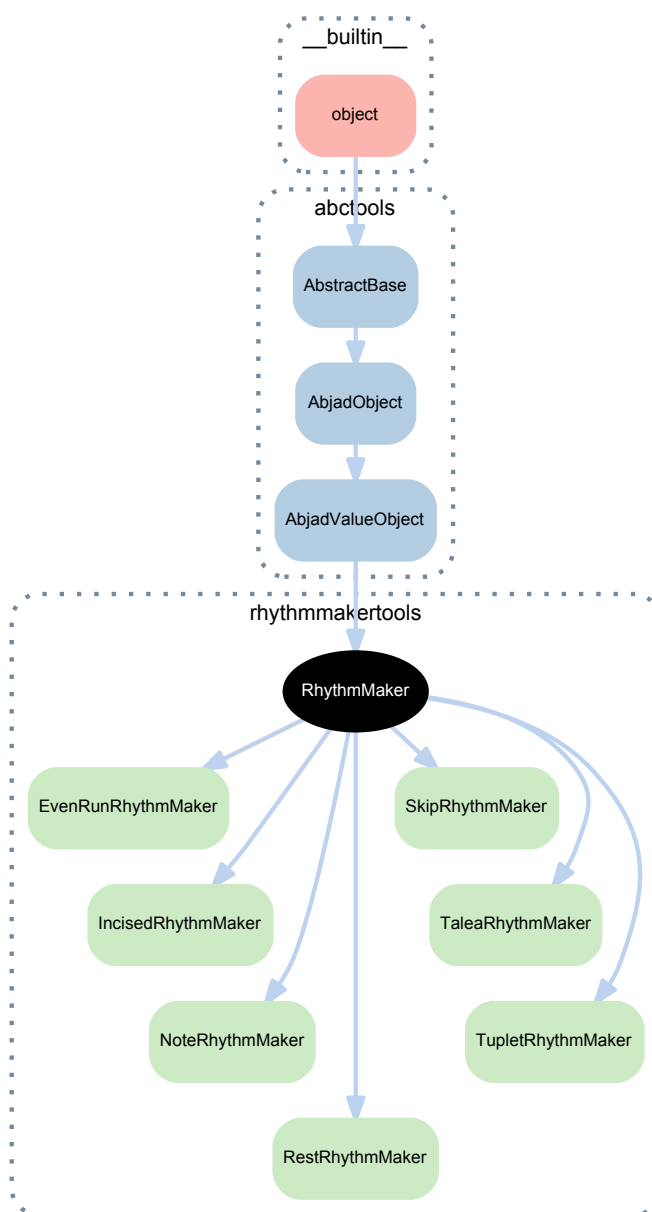 __builtin__
object
abctools
AbstractBase
AbjadObject
AbjadValueObject
rhythmmakertools
RhythmMaker
EvenRunRhythmMaker
SkipRhythmMaker
IncisedRhythmMaker
TaleaRhythmMaker
NoteRhythmMaker
TupletRhythmMaker
RestRhythmMaker